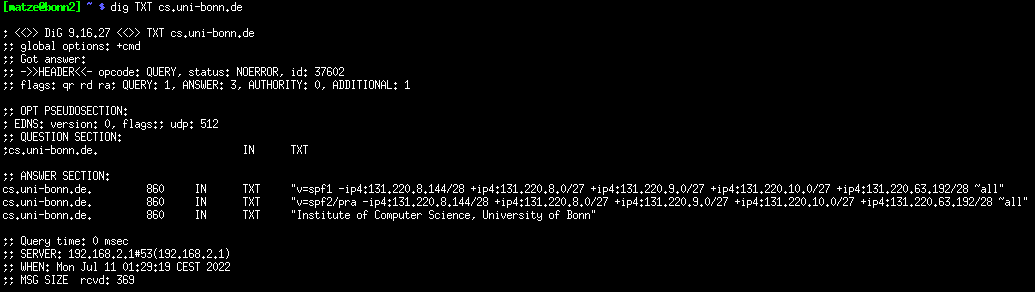 [matze@bonn2] ~ $ dig TXT cs.uni-bonn.de

; <<>> DiG 9.16.27 <<>> TXT cs.uni-bonn.de
;; global options: +cmd
;; Got answer:
;; ->>HEADER<<- opcode: QUERY, status: NOERROR, id: 37602
;; flags: qr rd ra; QUERY: 1, ANSWER: 3, AUTHORITY: 0, ADDITIONAL: 1

;; OPT PSEUDOSECTION:
; EDNS: version: 0, flags:; udp: 512
;; QUESTION SECTION:
;cs.uni-bonn.de. IN TXT

;; ANSWER SECTION:
cs.uni-bonn.de. 860 IN TXT "v=spf1 -ip4:131.220.8.144/28 +ip4:131.220.8.0/27 +ip4:131.220.9.0/27 +ip4:131.220.10.0/27 +ip4:131.220.63.192/28 ~all"
cs.uni-bonn.de. 860 IN TXT "v=spf2/pra -ip4:131.220.8.144/28 +ip4:131.220.8.0/27 +ip4:131.220.9.0/27 +ip4:131.220.10.0/27 +ip4:131.220.63.192/28 ~all"
cs.uni-bonn.de. 860 IN TXT "Institute of Computer Science, University of Bonn"

;; Query time: 0 msec
;; SERVER: 192.168.2.1#53(192.168.2.1)
;; WHEN: Mon Jul 11 01:29:19 CEST 2022
;; MSG SIZE rcvd: 369